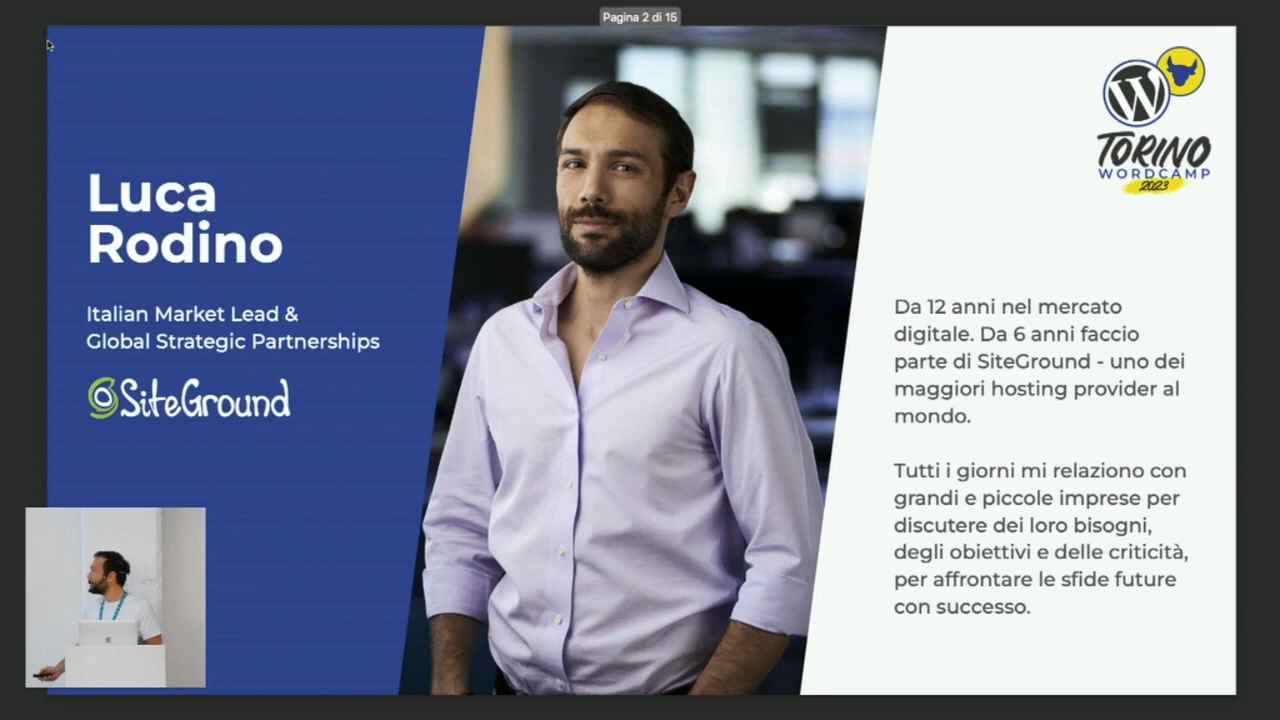 Pagina 2 di 15
Luca
Rodino
Italian Market Lead &
Global Strategic Partnerships
SiteGround
W
TORINO
WORDCAMP
2023
Da 12 anni nel mercato
digitale. Da 6 anni faccio
parte di SiteGround - uno dei
maggiori hosting provider al
mondo.
Tutti i giorni mi relaziono con
grandi e piccole imprese per
discutere dei loro bisogni,
degli obiettivi e delle criticità,
per affrontare le sfide future
con successo.